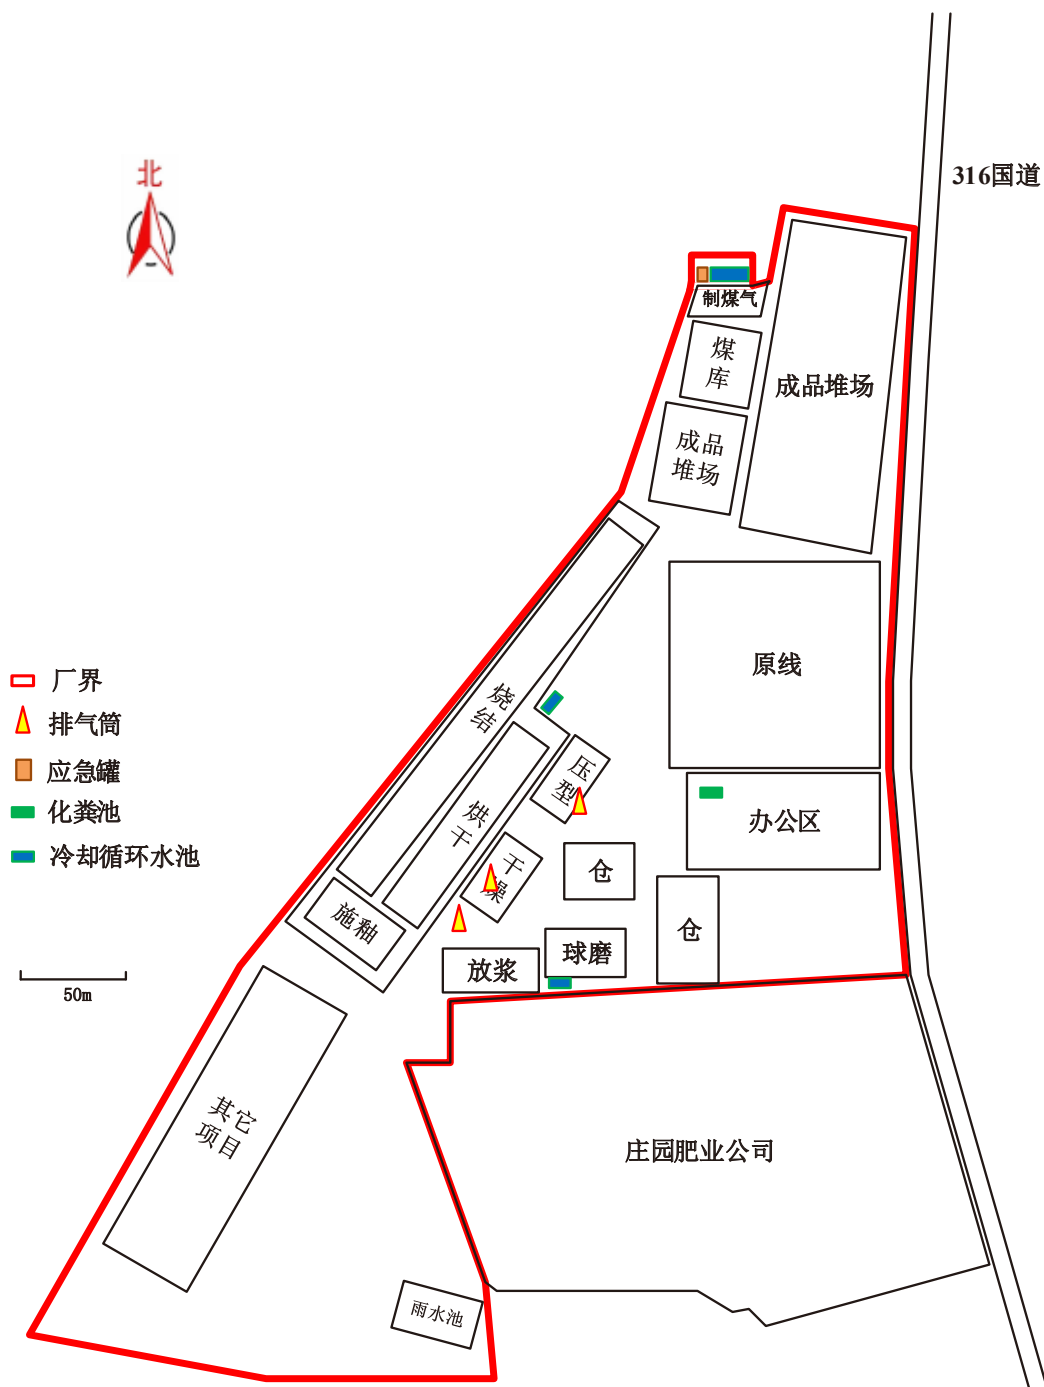 北
316国道
制煤气
煤
库
成品堆场
成品
堆场
原线
烧
结
厂界
排气筒
应急罐
化粪池
冷却循环水池
压
型
烘
干
办公区
干
燥
仓
施釉
仓
球磨
放浆
50m
其它
项目
庄园肥业公司
雨水池